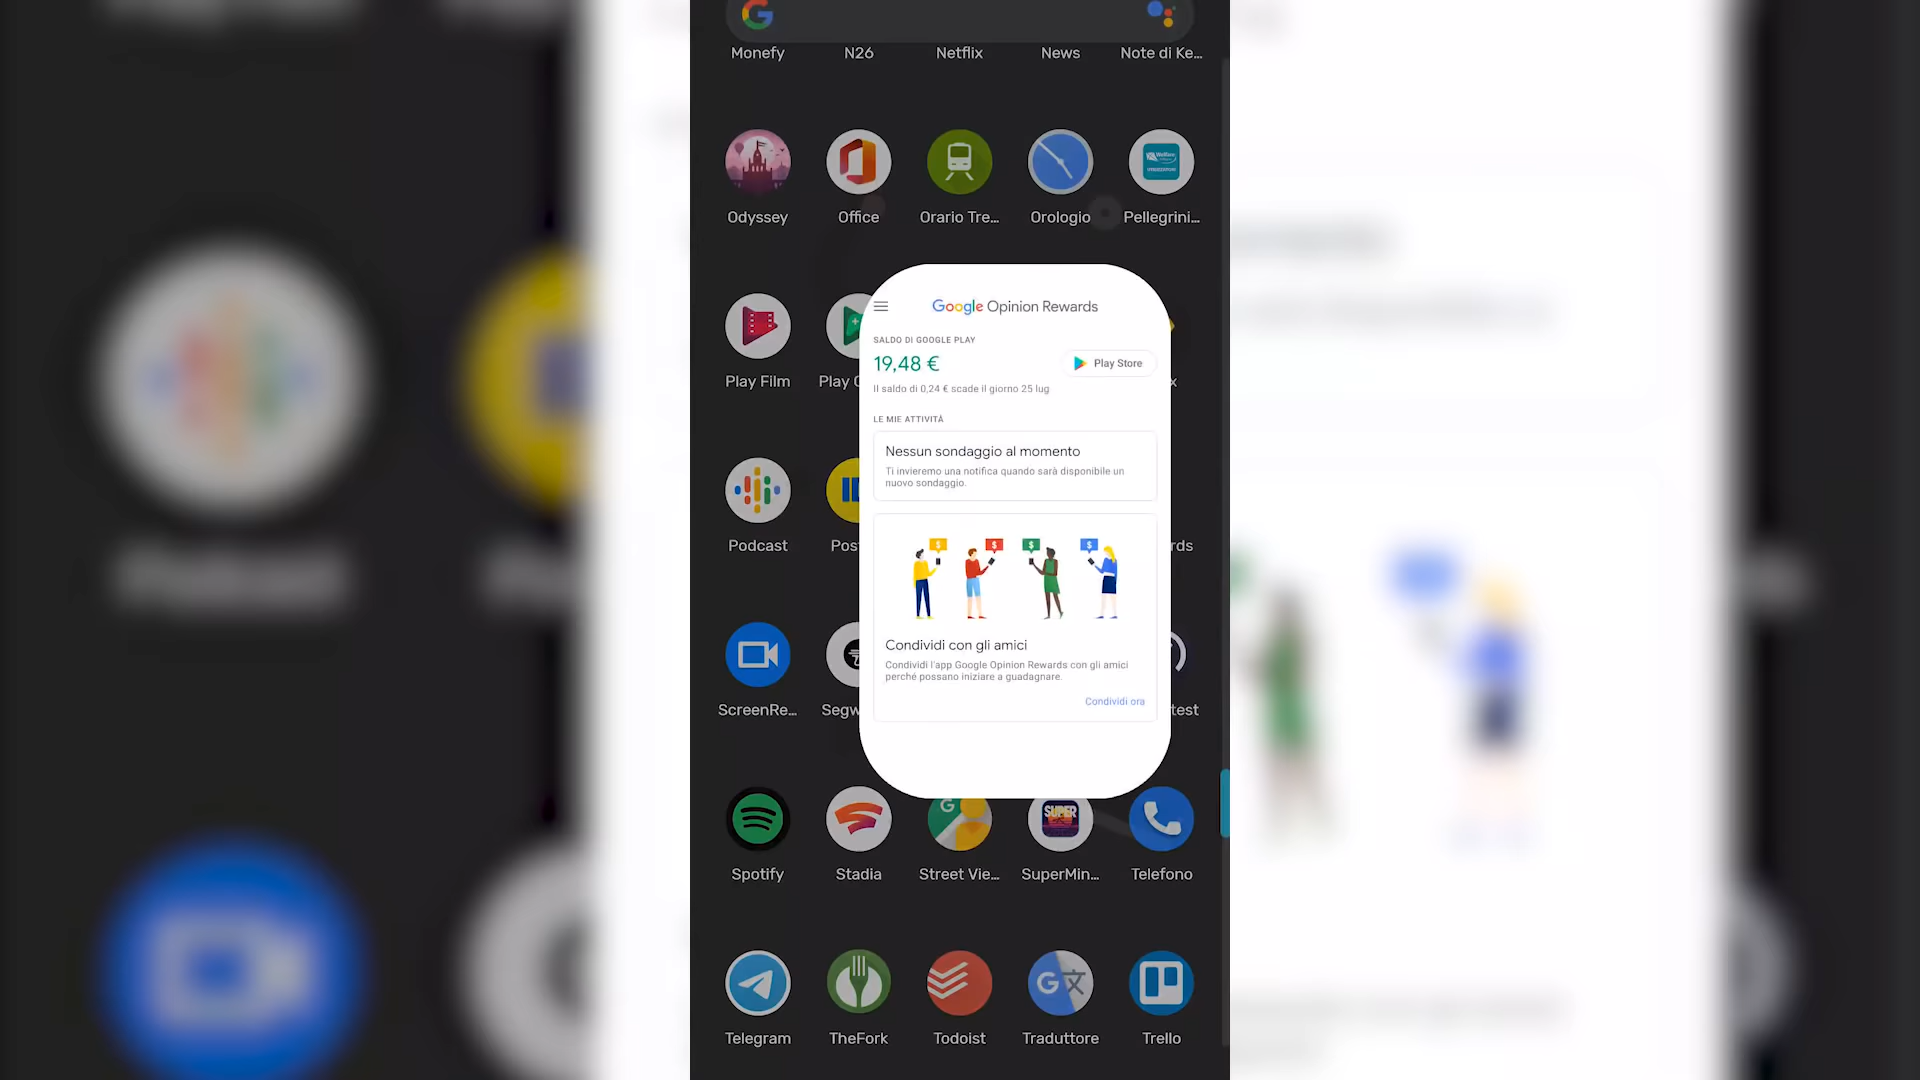 Monefy N26 Netflix News Note di Ke...
Odyssey Office Orario Tre... Orologio Pellegrini...
Google Opinion Rewards
SALDO DI GOOGLE PLAY
19,48 €
Play Store
Il saldo di 0,24 € scade il giorno 25 lug
Play Film Play
LE MIE ATTIVITÀ
Nessun sondaggio al momento
Ti invieremo una notifica quando sarà disponibile un
nuovo sondaggio.
Podcast Pos rds
Condividi con gli amici
Condividi l'app Google Opinion Rewards con gli amici
perché possano iniziare a guadagnare.
Condividi ora
ScreenRe... Segw test
SUPER
Spotify Stadia Street Vie... SuperMin... Telefono
Telegram TheFork Todoist Traduttore Trello